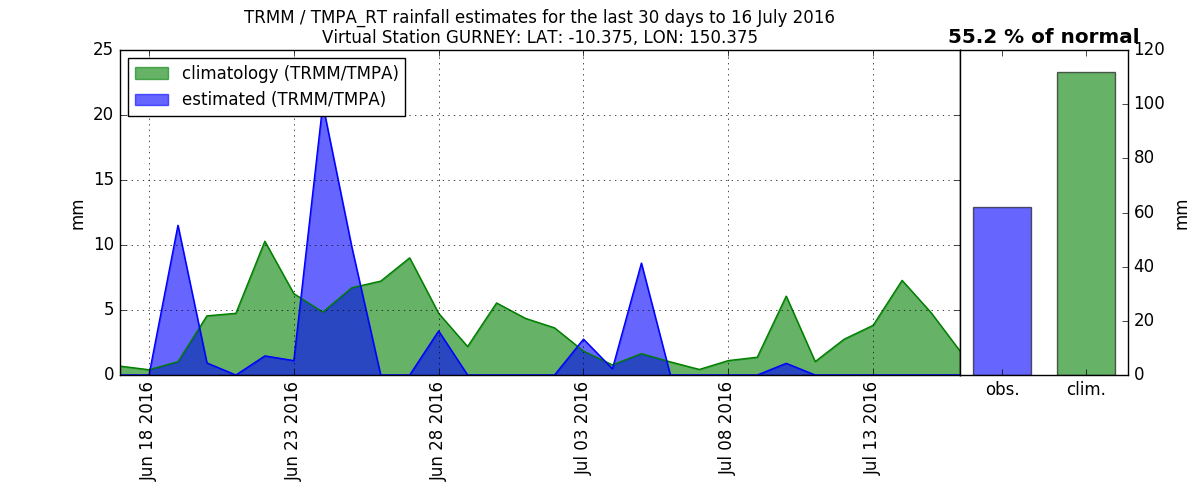 TRMM / TMPA_RT rainfall estimates for the last 30 days to 16 July 2016
Virtual Station GURNEY: LAT: -10.375, LON: 150.375
55.2 % of normal
climatology (TRMM/TMPA)
estimated (TRMM/TMPA)
25
20
15
10
5
0
mm
Jun 18 2016
Jun 23 2016
Jun 28 2016
Jul 03 2016
Jul 08 2016
Jul 13 2016
120
100
80
60
40
20
0
mm
obs.
clim.